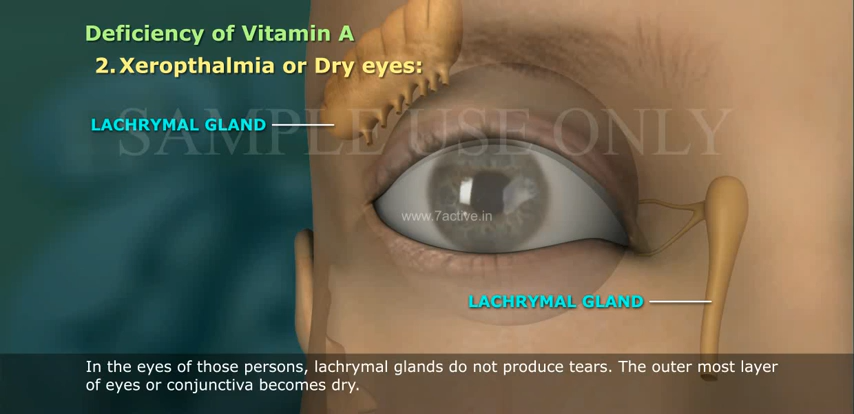 Deficiency of Vitamin A
2. Xeropthalmia or Dry eyes:
LACHRYMAL GLAND
SAMPLE USE ONLY
www.7active.in
LACHRYMAL GLAND
In the eyes of those persons, lachrymal glands do not produce tears. The outer most layer
of eyes or conjunctiva becomes dry.